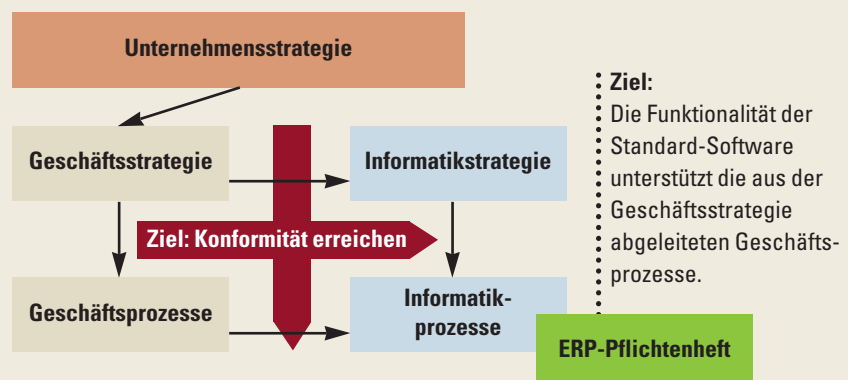 Unternehmensstrategie
Geschäftsstrategie
Informatikstrategie
Ziel: Konformität erreichen
Geschäftsprozesse
Informatik-
prozesse
ERP-Pflichtenheft
Ziel:
Die Funktionalität der
Standard-Software
unterstützt die aus der
Geschäftsstrategie
abgeleiteten Geschäfts-
prozesse.